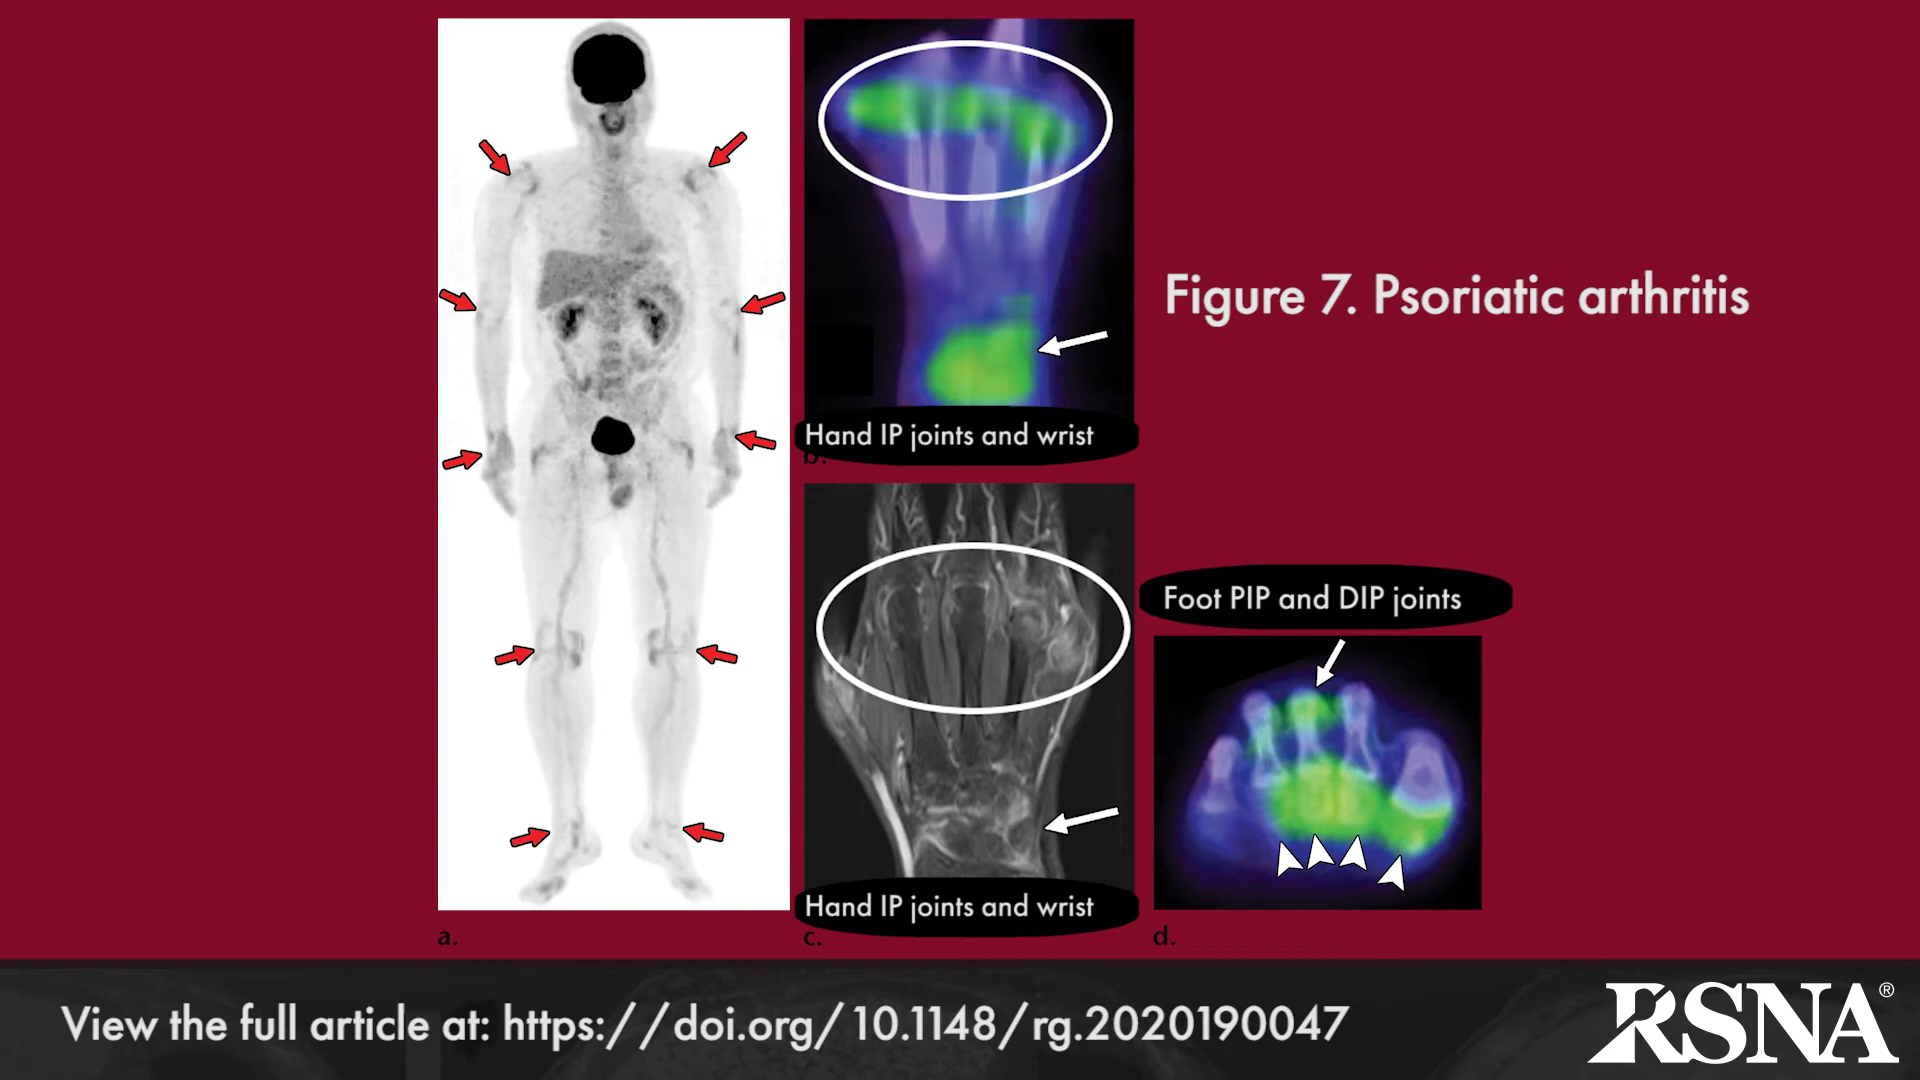 Figure 7. Psoriatic arthritis
Hand IP joints and wrist
b.
Foot PIP and DIP joints
Hand IP joints and wrist
a.
c.
d.
View the full article at: https://doi.org/10.1148/rg.2020190047
RSNA®